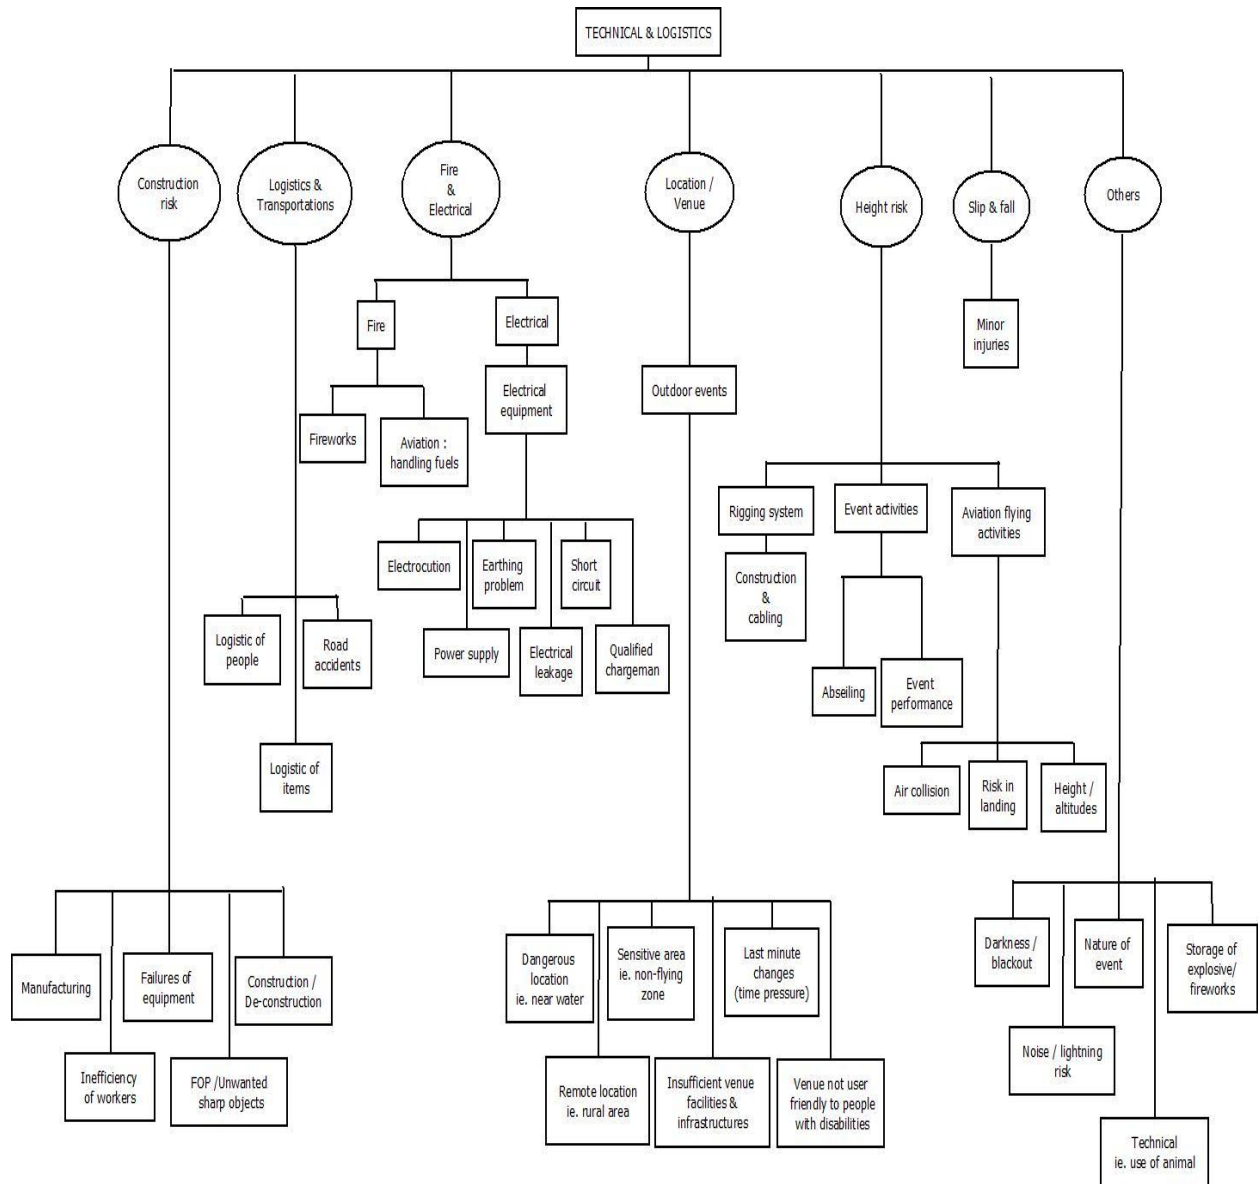 TECHNICAL & LOGISTICS
Construction
risk
Logistics &
Transportations
Fire
&
Electrical
Location /
Venue
Height risk
Slip & fall
Others
Fire
Electrical
Minor
injuries
Fireworks
Aviation :
handling fuels
Electrical
equipment
Outdoor events
Rigging system
Event activities
Aviation flying
activities
Electrocution
Earthing
problem
Short
circuit
Construction
&
cabling
Logistic of
people
Road
accidents
Power supply
Electrical
leakage
Qualified
chargeman
Abseiling
Event
performance
Logistic of
items
Air collision
Risk in
landing
Height /
altitudes
Manufacturing
Failures of
equipment
Construction /
De-construction
Dangerous
location
ie. near water
Sensitive area
ie. non-flying
zone
Last minute
changes
(time pressure)
Darkness /
blackout
Nature of
event
Storage of
explosive/
fireworks
Inefficiency
of workers
FOP /Unwanted
sharp objects
Remote location
ie. rural area
Insufficient venue
facilities &
infrastructures
Venue not user
friendly to people
with disabilities
Noise / lightning
risk
Technical
ie. use of animal